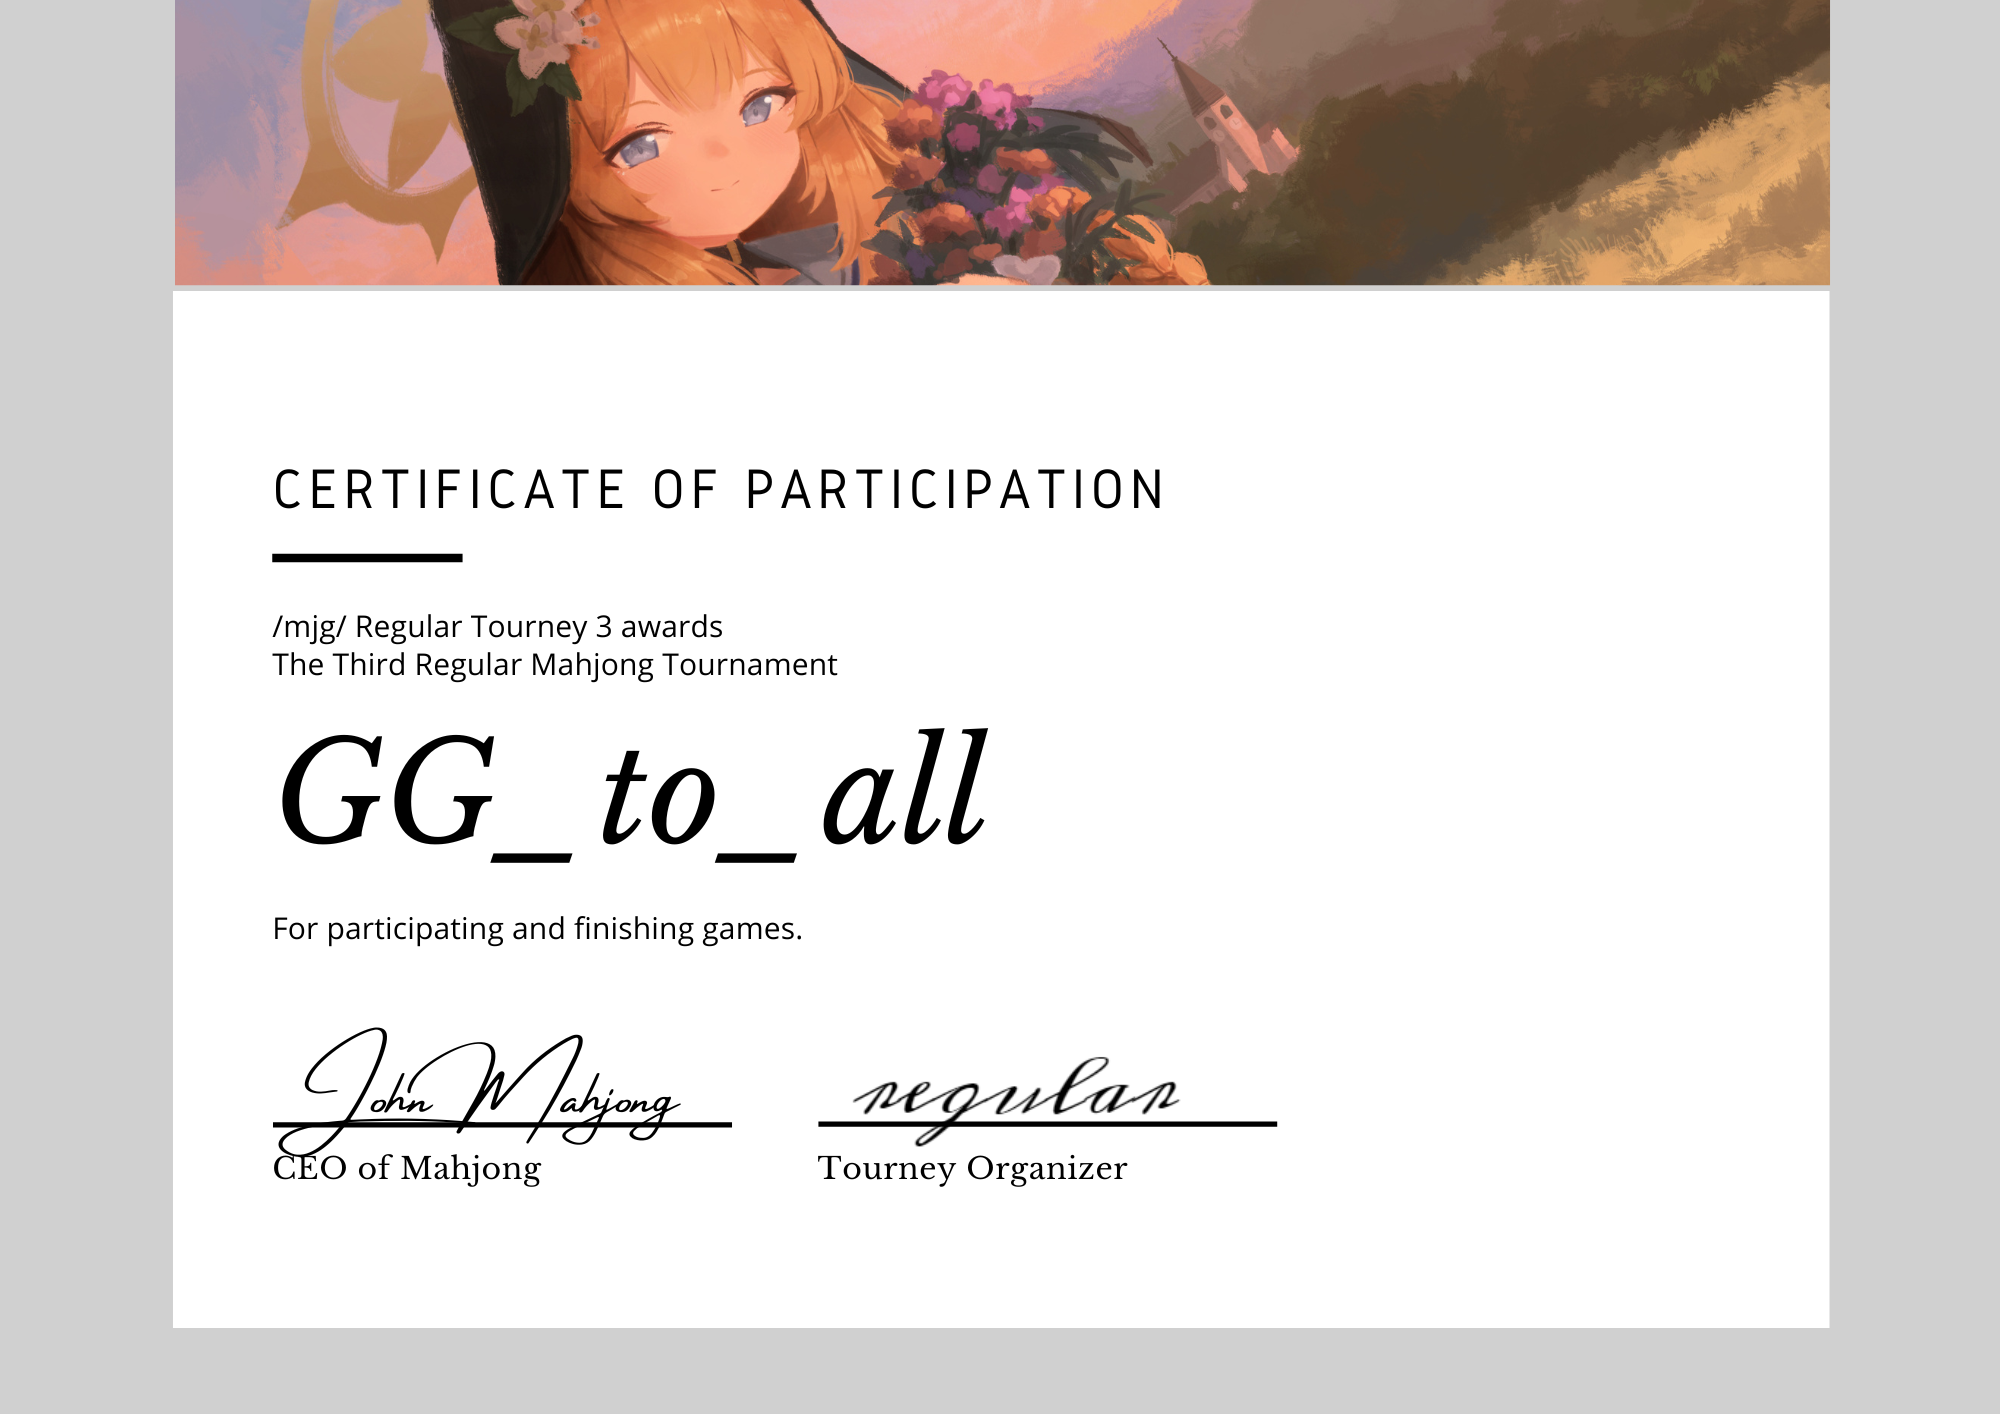 CERTIFICATE OF PARTICIPATION
/mjg/ Regular Tourney 3 awards
The Third Regular Mahjong Tournament
GG_to_all
For participating and finishing games.
John Mahjong
CEO of Mahjong
regular
Tourney Organizer